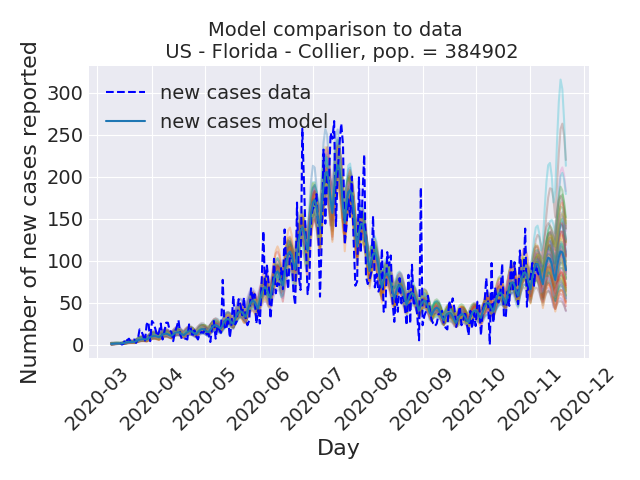 Model comparison to data
US - Florida - Collier, pop. = 384902
Number of new cases reported
300
250
200
150
100
50
0
new cases data
new cases model
2020-03
2020-04
2020-05
2020-06
2020-07
2020-08
2020-09
2020-10
2020-11
2020-12
Day